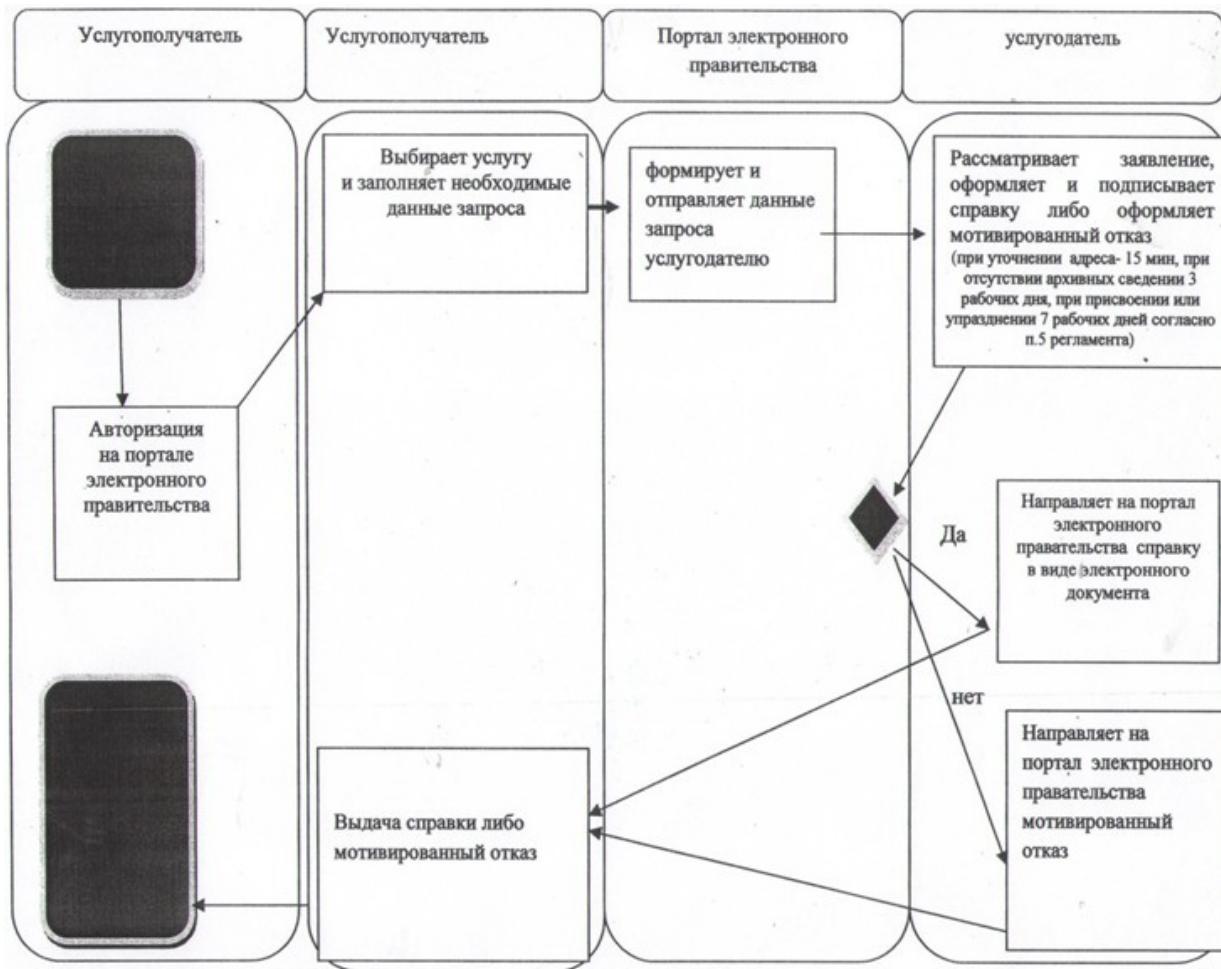 Услугополучатель
Услугополучатель
Портал электронного
правительства
услугодатель
Выбирает услугу
и заполняет необходимые
данные запроса
формирует и
отправляет данные
запроса
услугодателю
Рассматривает заявление,
оформляет и подписывает
справку либо оформляет
мотивированный отказ
(при уточнении адреса- 15 мин, при
отсутствии архивных сведении 3
рабочих дня, при присвоении или
упразднении 7 рабочих дней согласно
п.5 регламента)
Авторизация
на портале
электронного
правительства
Да
Направляет на портал
электронного
правательства справку
в виде электронного
документа
нет
Направляет на
портал электронного
правательства
мотивированный
отказ
Выдача справки либо
мотивированный отказ